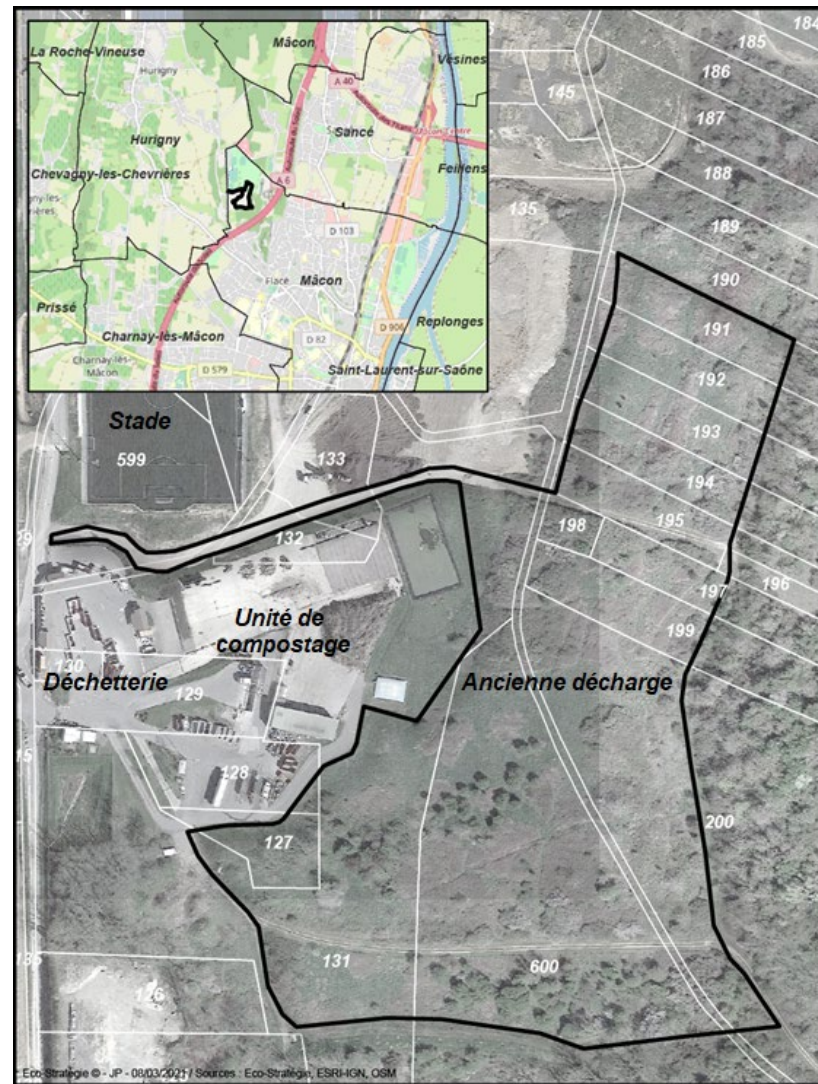 La Roche-Vineuse
Mâcon
Vésines
Hurigny
A 40
Hurigny
Sancé
Chevagny-les-Chevrières
Feillens
A 6
D 103
Flacé
Mâcon
Prissé
D 906
Replonges
Charnay-lès-Mâcon
D 82
Charnay-lès-
Mâcon
D 579
Saint-Laurent-sur-Saône
184
185
186
145
187
188
135
189
190
191
192
Stade
599
133
193
194
132
198
195
196
197
Unité de
compostage
199
130
Déchetterie
129
Ancienne décharge
128
200
127
131
600
126
Eco-Stratégie © - JP - 08/03/2021 / Sources : Eco-Stratégie, ESRI-IGN, OSM